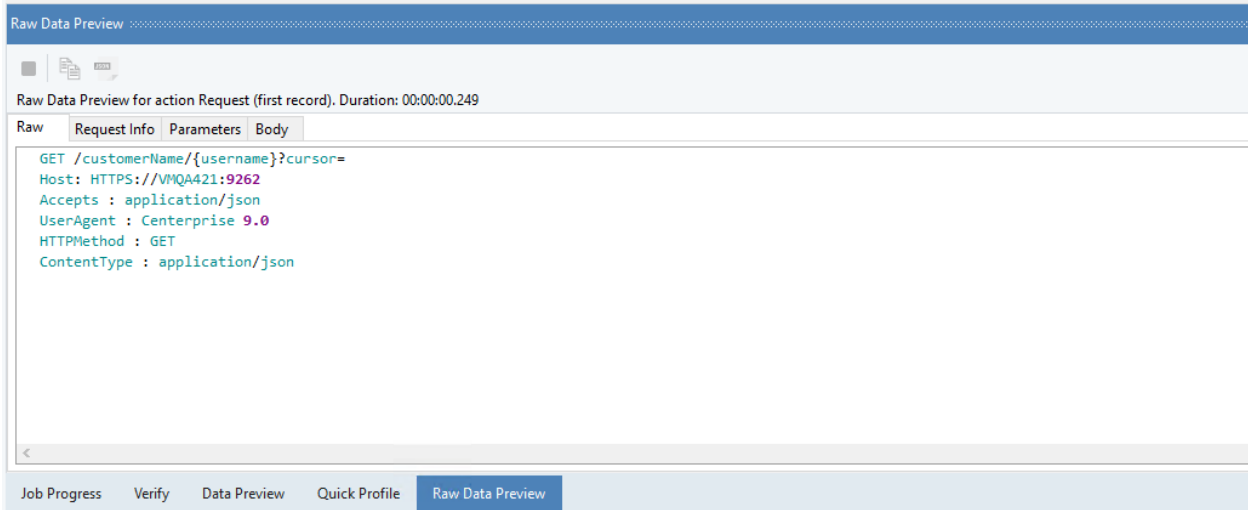 Raw Data Preview
JSON
Raw Data Preview for action Request (first record). Duration: 00:00:00.249
Raw Request Info Parameters Body
GET /customerName/{username}?cursor=
Host: HTTPS://VMQA421:9262
Accepts : application/json
UserAgent : Centerprise 9.0
HTTPMethod : GET
ContentType : application/json
Job Progress Verify Data Preview Quick Profile Raw Data Preview